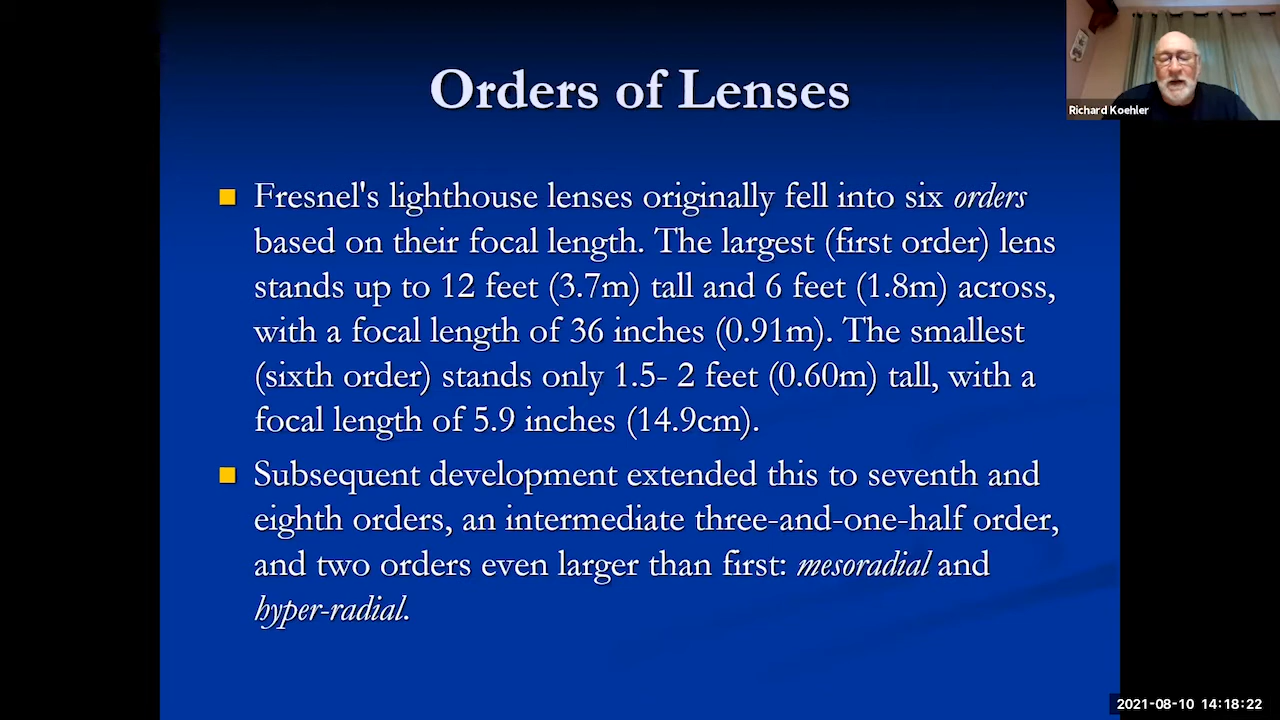 Orders of Lenses
Richard Koehler
Fresnel's lighthouse lenses originally fell into six orders
based on their focal length. The largest (first order) lens
stands up to 12 feet (3.7m) tall and 6 feet (1.8m) across,
with a focal length of 36 inches (0.91m). The smallest
(sixth order) stands only 1.5- 2 feet (0.60m) tall, with a
focal length of 5.9 inches (14.9cm).
Subsequent development extended this to seventh and
eighth orders, an intermediate three-and-one-half order,
and two orders even larger than first: mesoradial and
hyper-radial.
2021-08-10 14:18:22